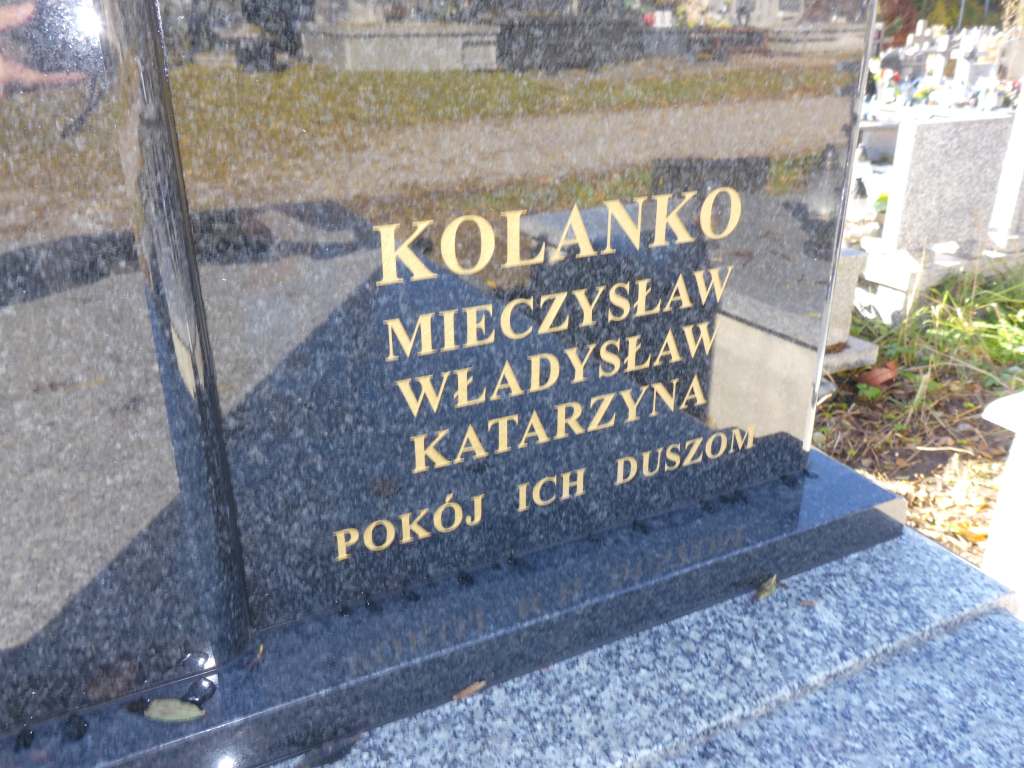 KOLANKO
MIECZYSŁAW
WŁADYSŁAW
KATARZYNA
POKÓJ ICH DUSZOM